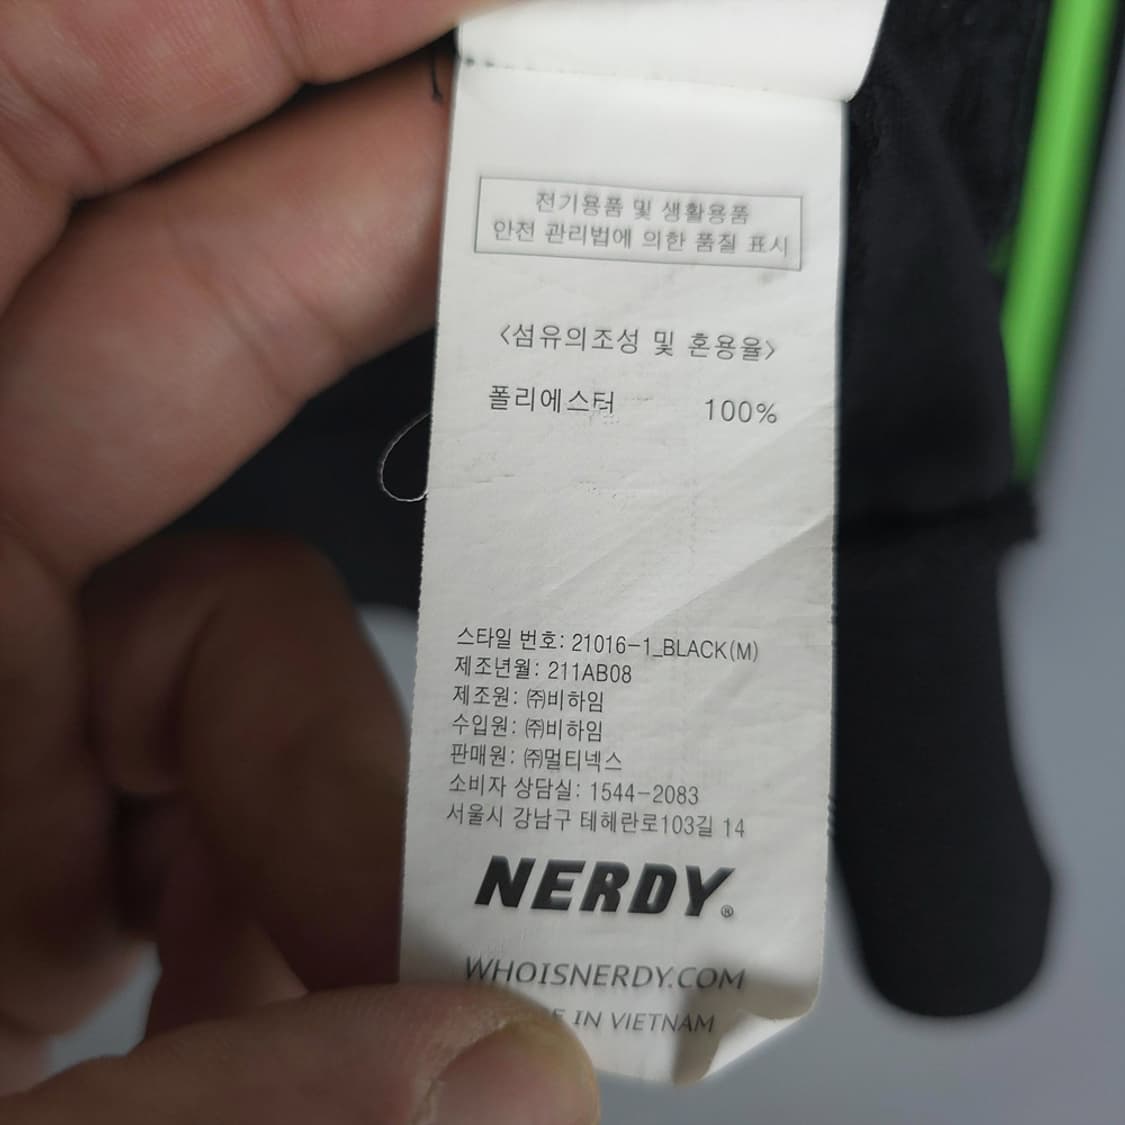 전기용품 및 생활용품
안전 관리법에 의한 품질 표시
<섬유의조성 및 혼용율>
폴리에스터 100%
스타일 번호: 21016-1_BLACK(M)
제조년월: 211AB08
제조원: ㈜비하임
수입원: ㈜비하임
판매원: ㈜멀티넥스
소비자 상담실: 1544-2083
서울시 강남구 테헤란로103길 14
NERDY®
WHOISNERDY.COM
IN VIETNAM